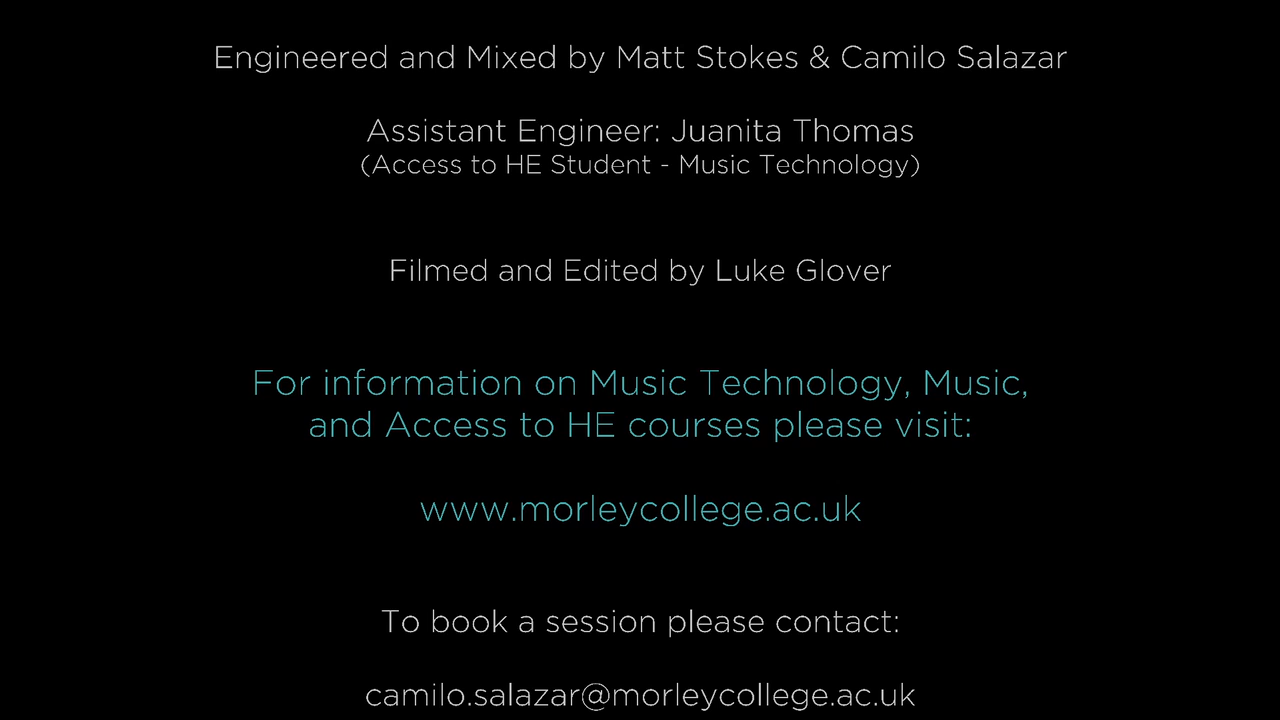 Engineered and Mixed by Matt Stokes & Camilo Salazar
Assistant Engineer: Juanita Thomas
(Access to HE Student - Music Technology)
Filmed and Edited by Luke Glover
For information on Music Technology, Music,
and Access to HE courses please visit:
www.morleycollege.ac.uk
To book a session please contact:
camilo.salazar@morleycollege.ac.uk